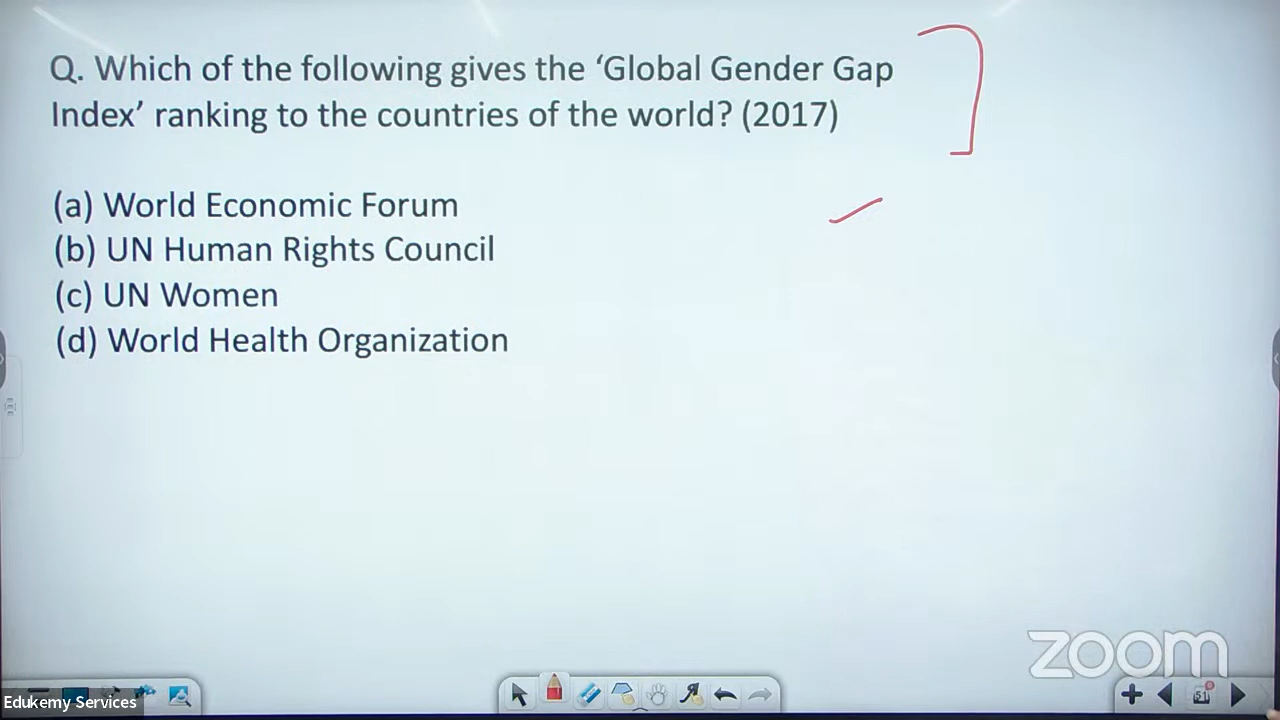 Q. Which of the following gives the ‘Global Gender Gap
Index’ ranking to the countries of the world? (2017)
(a) World Economic Forum
(b) UN Human Rights Council
(c) UN Women
(d) World Health Organization
zoom
Edukemy Services
51